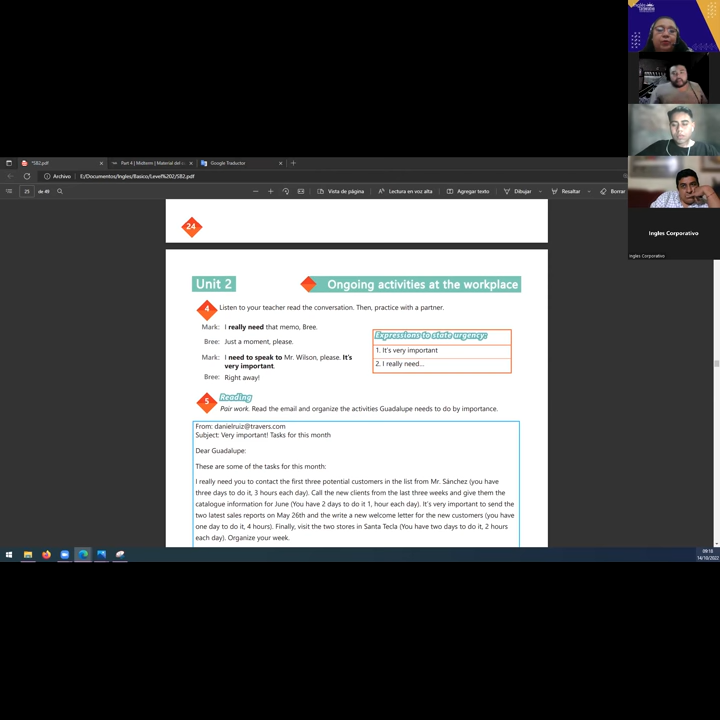 *SB2.pdf
Part 4 | Midterm | Material del c
Google Traductor
Archivo
E:/Documentos/Ingles/Basico/Level%202/SB2.pdf
25 de 49
Vista de página
Lectura en voz alta
Agregar texto
Dibujar
Resaltar
Borrar
24
Unit 2
Ongoing activities at the workplace
4 Listen to your teacher read the conversation. Then, practice with a partner.
Mark: I really need that memo, Bree.
Bree: Just a moment, please.
Mark: I need to speak to Mr. Wilson, please. It's
very important.
Bree: Right away!
Expressions to state urgency:
1. It's very important
2. I really need...
5 Reading
Pair work. Read the email and organize the activities Guadalupe needs to do by importance.
From: danielruiz@travers.com
Subject: Very important! Tasks for this month
Dear Guadalupe:
These are some of the tasks for this month:
I really need you to contact the first three potential customers in the list from Mr. Sánchez (you have
three days to do it, 3 hours each day). Call the new clients from the last three weeks and give them the
catalogue information for June (You have 2 days to do it 1, hour each day). It's very important to send the
two latest sales reports on May 26th and the write a new welcome letter for the new customers (you have
one day to do it, 4 hours). Finally, visit the two stores in Santa Tecla (You have two days to do it, 2 hours
each day). Organize your week.
Ingles Corporativo
Ingles Corporativo
09:18
14/10/2022